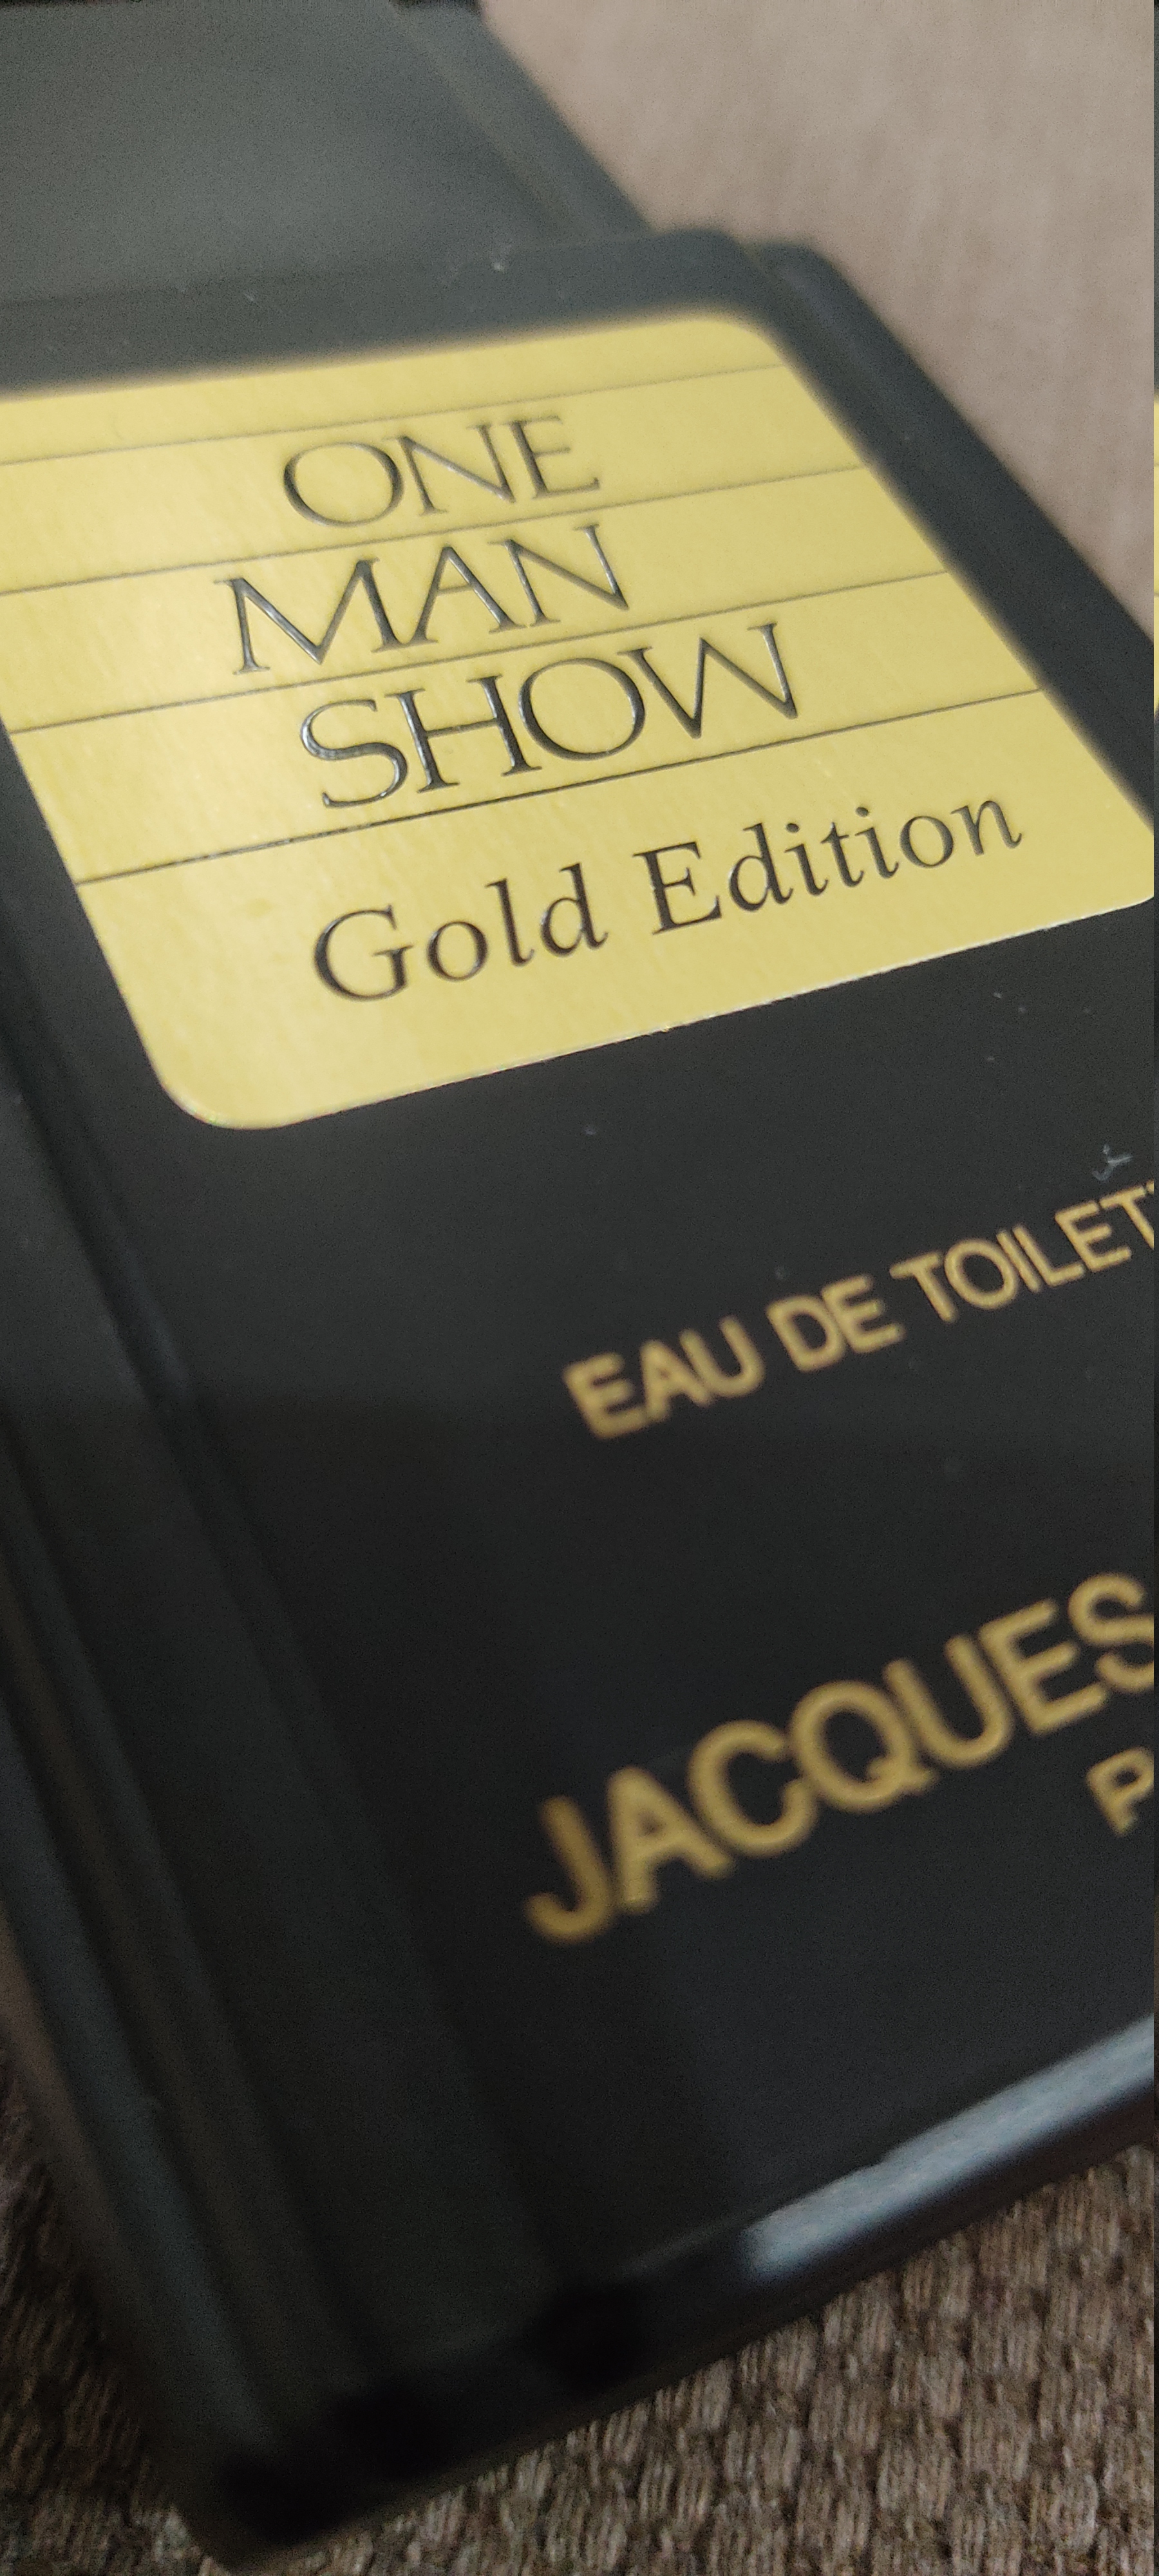 ONE
MAN
SHOW
Gold Edition
EAU DE TOILET
JACQUES
P